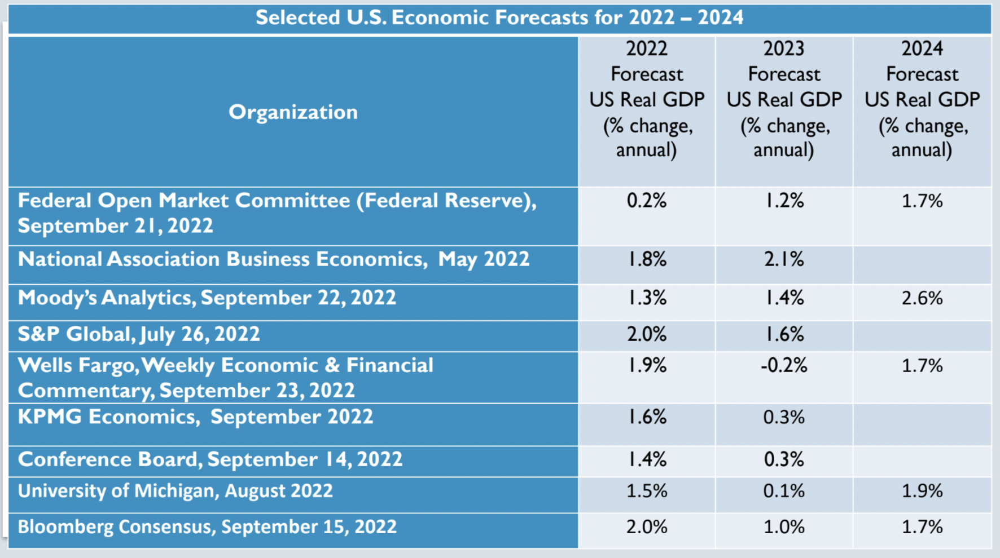 Selected U.S. Economic Forecasts for 2022 – 2024
Organization
2022
Forecast
US Real GDP
(% change,
annual)
2023
Forecast
US Real GDP
(% change,
annual)
2024
Forecast
US Real GDP
(% change,
annual)
Federal Open Market Committee (Federal Reserve),
September 21, 2022
0.2% 1.2% 1.7%
National Association Business Economics, May 2022 1.8% 2.1%
Moody’s Analytics, September 22, 2022 1.3% 1.4% 2.6%
S&P Global, July 26, 2022 2.0% 1.6%
Wells Fargo, Weekly Economic & Financial
Commentary, September 23, 2022
1.9% -0.2% 1.7%
KPMG Economics, September 2022 1.6% 0.3%
Conference Board, September 14, 2022 1.4% 0.3%
University of Michigan, August 2022 1.5% 0.1% 1.9%
Bloomberg Consensus, September 15, 2022 2.0% 1.0% 1.7%